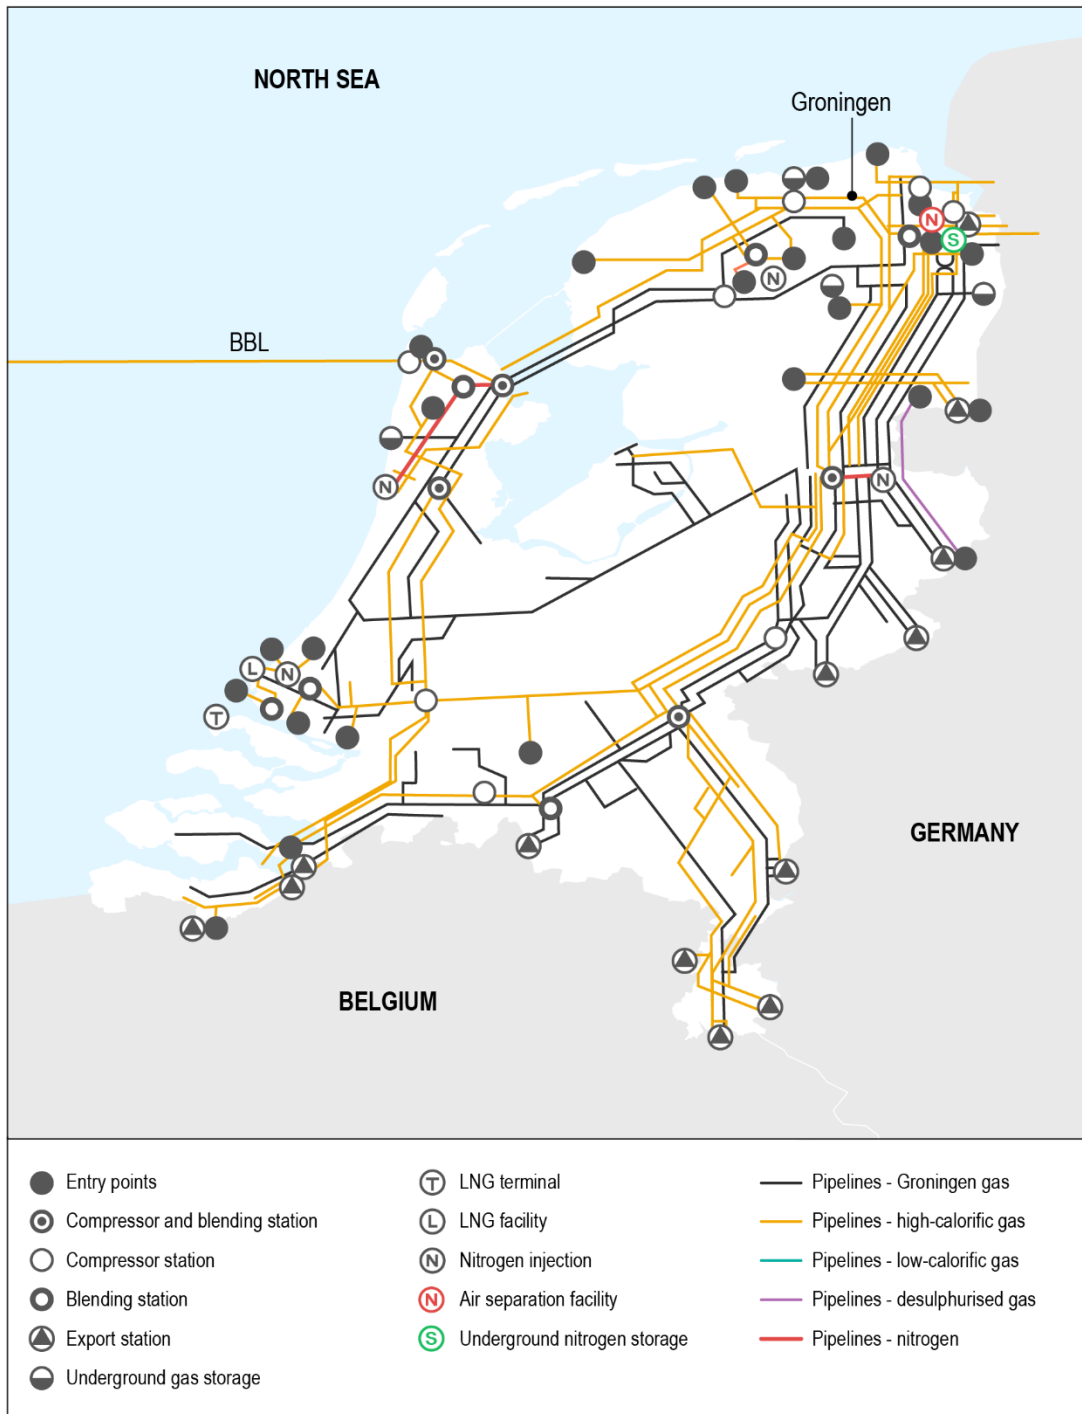 NORTH SEA
Groningen
N
S
N
BBL
N
N
L
N
T
GERMANY
BELGIUM
Entry points
Compressor and blending station
Compressor station
Blending station
Export station
Underground gas storage
T LNG terminal
L LNG facility
N Nitrogen injection
N Air separation facility
S Underground nitrogen storage
Pipelines - Groningen gas
Pipelines - high-calorific gas
Pipelines - low-calorific gas
Pipelines - desulphurised gas
Pipelines - nitrogen